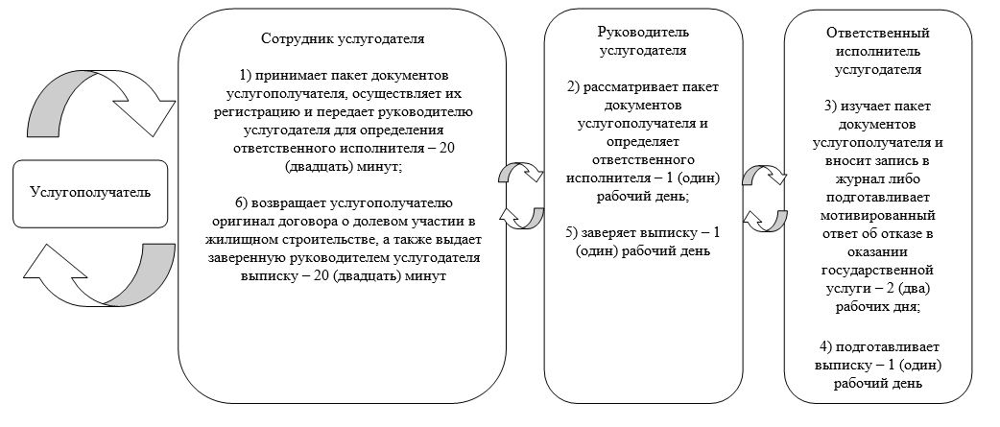 Услугополучатель
Сотрудник услугодателя
1) принимает пакет документов
услугополучателя, осуществляет их
регистрацию и передает руководителю
услугодателя для определения
ответственного исполнителя – 20
(двадцать) минут;
6) возвращает услугополучателю
оригинал договора о долевом участии в
жилищном строительстве, а также выдает
заверенную руководителем услугодателя
выписку – 20 (двадцать) минут
Руководитель
услугодателя
2) рассматривает пакет
документов
услугополучателя и
определяет
ответственного
исполнителя – 1 (один)
рабочий день;
5) заверяет выписку – 1
(один) рабочий день
Ответственный
исполнитель
услугодателя
3) изучает пакет
документов
услугополучателя и
вносит запись в
журнал либо
подготавливает
мотивированный
ответ об отказе в
оказании
государственной
услуги – 2 (два)
рабочих дня;
4) подготавливает
выписку – 1 (один)
рабочий день